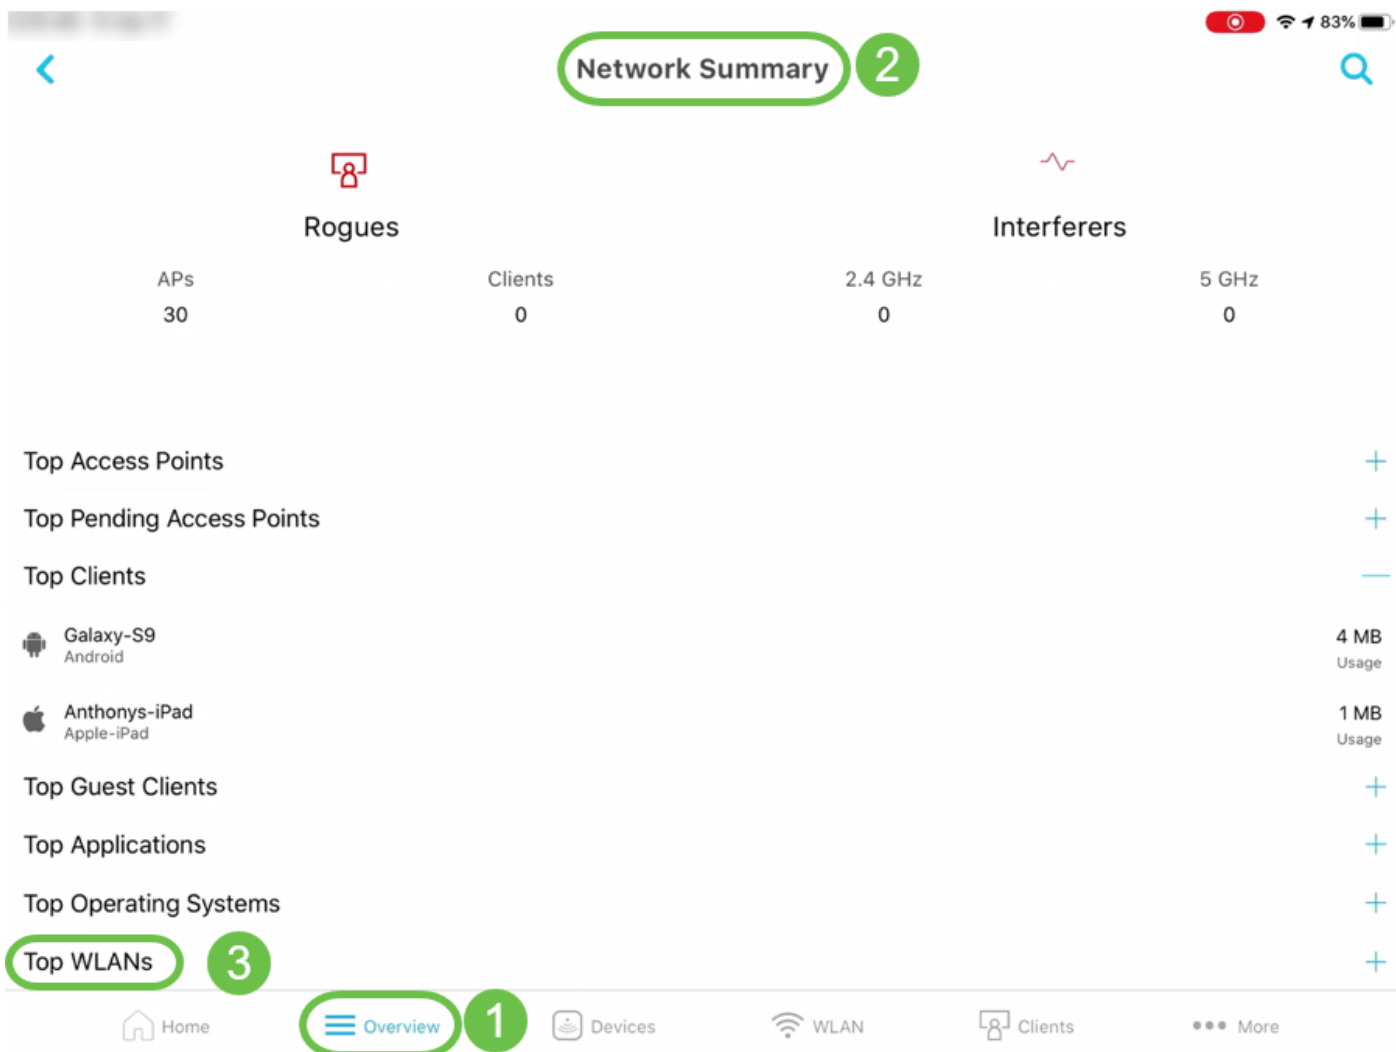 83%
Network Summary 2
Rogues Interferers
APs Clients 2.4 GHz 5 GHz
30 0 0 0
Top Access Points
Top Pending Access Points
Top Clients
Galaxy-S9 4 MB
Android Usage
Anthonys-iPad 1 MB
Apple-iPad Usage
Top Guest Clients
Top Applications
Top Operating Systems
Top WLANs 3
Home Overview 1 Devices WLAN Clients More